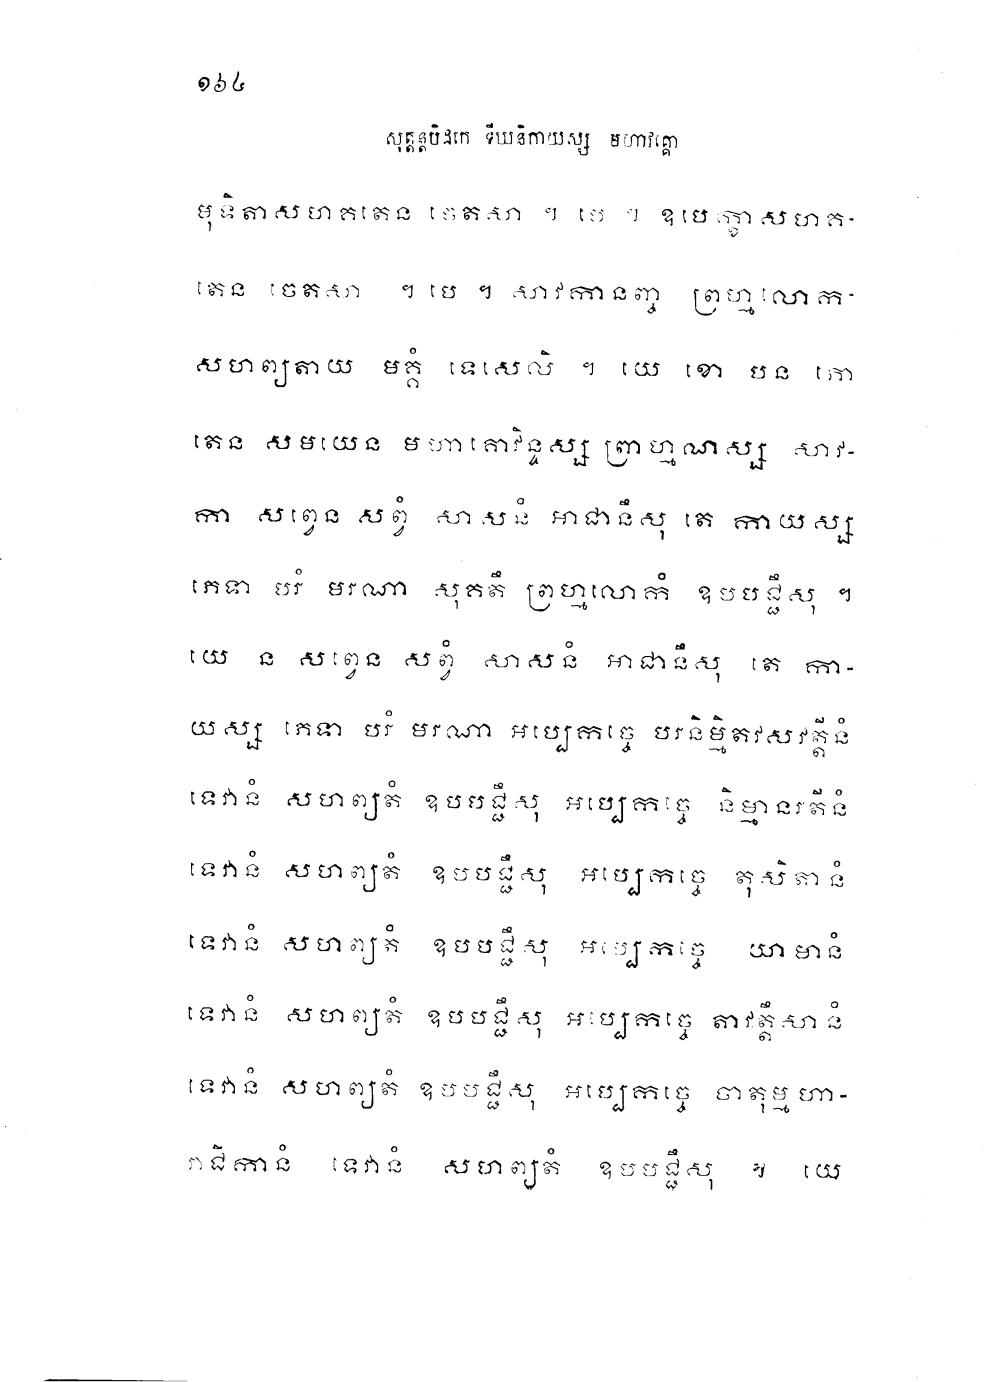 ១៦៤
សុត្តន្តបិដកេ ទីឃនិកាយស្ស មហាវគ្គោ
មុទិតាសហគតេន ចេតសា ។ បេ ។ ឧបេក្ខាសហគ-
តេន ចេតសា ។ បេ ។ សាវកានញ្ច ព្រហ្មលោក-
សហព្យតាយ មគ្គំ ទេសេសិ ។ យេ ខោ បន ភោ
តេន សមយេន មហាគោវិន្ទស្ស ព្រាហ្មណស្ស សាវ-
កា សព្វេន សព្វំ សាសនំ អាជានឹសុ តេ កាយស្ស
ភេទា បរំ មរណា សុគតឹ ព្រហ្មលោកំ ឧបបជ្ជឹសុ ។
យេ ន សព្វេន សព្វំ សាសនំ អាជានឹសុ តេ កា-
យស្ស ភេទា បរំ មរណា អប្បេកច្ចេ បរនិម្មិតវសវត្តីនំ
ទេវានំ សហព្យតំ ឧបបជ្ជឹសុ អប្បេកច្ចេ និម្មានរតីនំ
ទេវានំ សហព្យតំ ឧបបជ្ជឹសុ អប្បេកច្ចេ តុសិតានំ
ទេវានំ សហព្យតំ ឧបបជ្ជឹសុ អប្បេកច្ចេ យាមានំ
ទេវានំ សហព្យតំ ឧបបជ្ជឹសុ អប្បេកច្ចេ តាវត្តឹសានំ
ទេវានំ សហព្យតំ ឧបបជ្ជឹសុ អប្បេកច្ចេ ចាតុម្មហា-
រាជិកានំ ទេវានំ សហព្យតំ ឧបបជ្ជឹសុ ៕ យេ